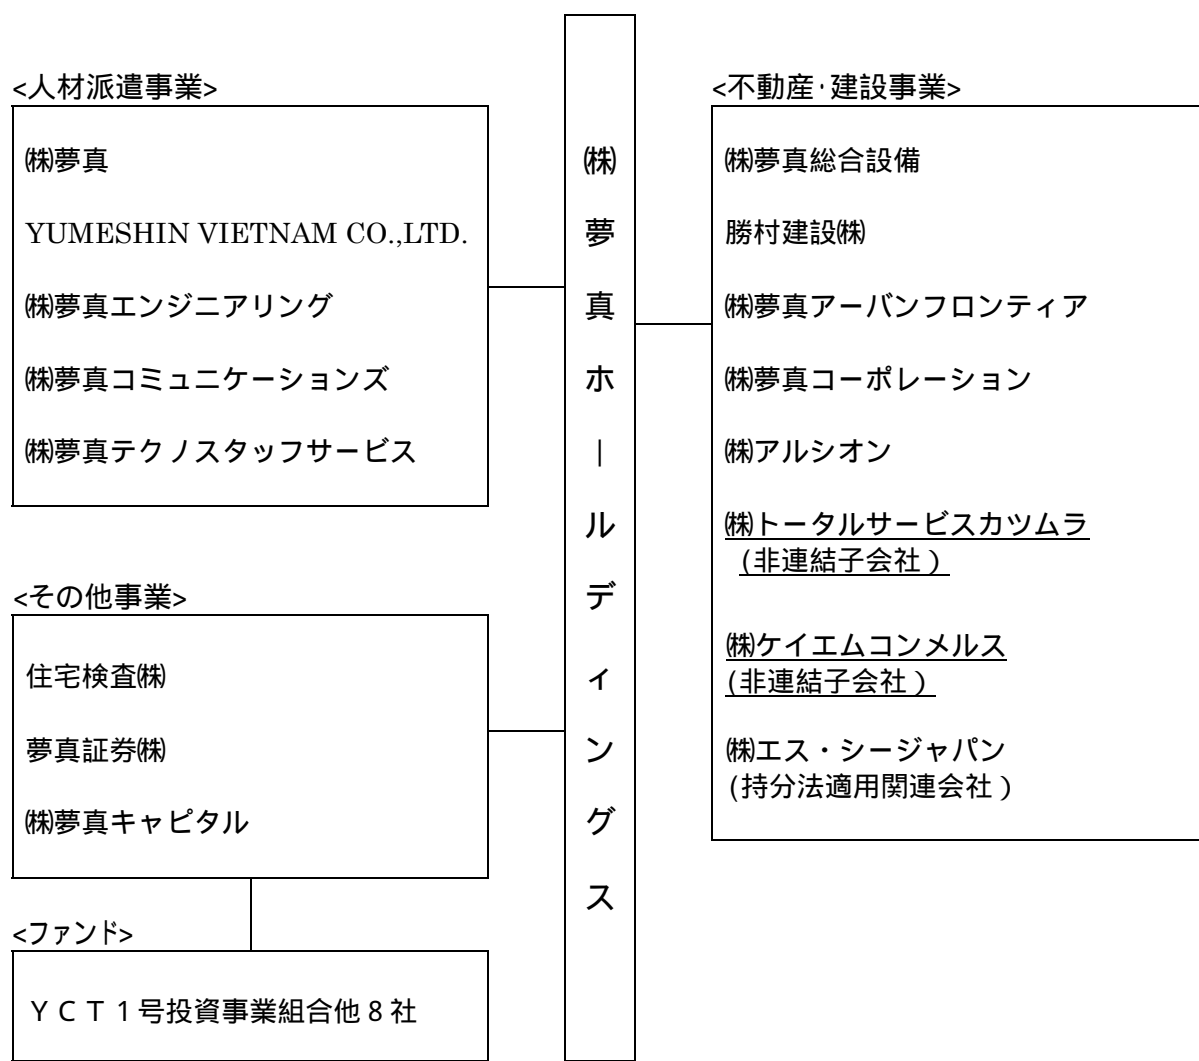 <人材派遣事業>
㈱夢真
YUMESHIN VIETNAM CO.,LTD.
㈱夢真エンジニアリング
㈱夢真コミュニケーションズ
㈱夢真テクノスタッフサービス
<その他事業>
住宅検査㈱
夢真証券㈱
㈱夢真キャピタル
<ファンド>
ＹＣＴ１号投資事業組合他８社
㈱夢真ホールディングス
<不動産･建設事業>
㈱夢真総合設備
勝村建設㈱
㈱夢真アーバンフロンティア
㈱夢真コーポレーション
㈱アルシオン
㈱トータルサービスカツムラ
(非連結子会社）
㈱ケイエムコンメルス
(非連結子会社）
㈱エス・シージャパン
(持分法適用関連会社）